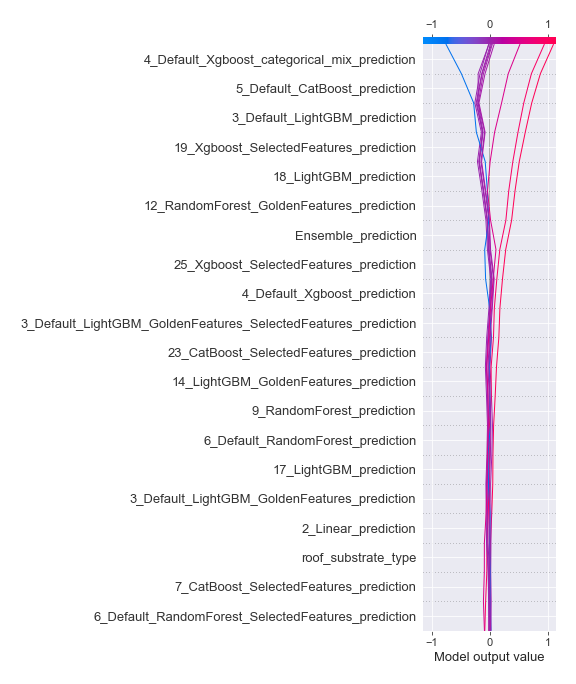 −1 0 1
4_Default_Xgboost_categorical_mix_prediction
5_Default_CatBoost_prediction
3_Default_LightGBM_prediction
19_Xgboost_SelectedFeatures_prediction
18_LightGBM_prediction
12_RandomForest_GoldenFeatures_prediction
Ensemble_prediction
25_Xgboost_SelectedFeatures_prediction
4_Default_Xgboost_prediction
3_Default_LightGBM_GoldenFeatures_SelectedFeatures_prediction
23_CatBoost_SelectedFeatures_prediction
14_LightGBM_GoldenFeatures_prediction
9_RandomForest_prediction
6_Default_RandomForest_prediction
17_LightGBM_prediction
3_Default_LightGBM_GoldenFeatures_prediction
2_Linear_prediction
roof_substrate_type
7_CatBoost_SelectedFeatures_prediction
6_Default_RandomForest_SelectedFeatures_prediction
−1 0 1
Model output value